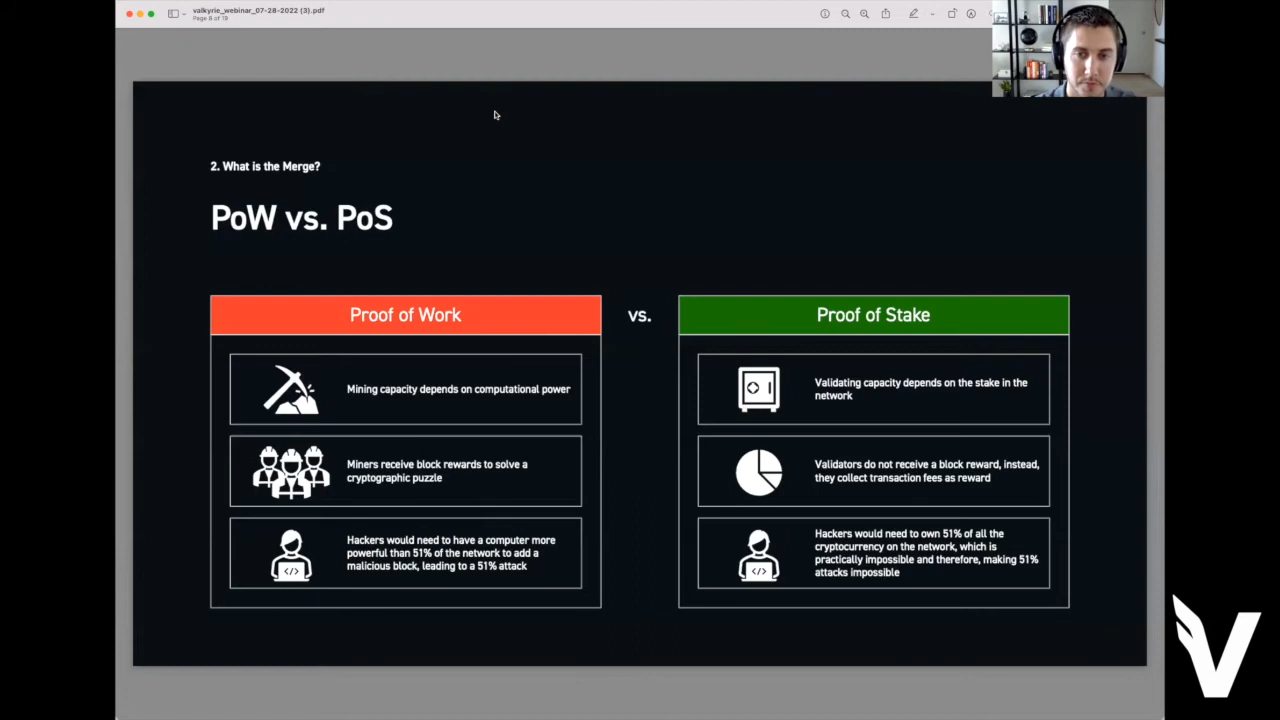 valkyrie_webinar_07-28-2022 (3).pdf
Page 8 of 19
2. What is the Merge?
PoW vs. PoS
Proof of Work
vs.
Proof of Stake
Mining capacity depends on computational power
Miners receive block rewards to solve a
cryptographic puzzle
Hackers would need to have a computer more
powerful than 51% of the network to add a
malicious block, leading to a 51% attack
Validating capacity depends on the stake in the
network
Validators do not receive a block reward, instead,
they collect transaction fees as reward
Hackers would need to own 51% of all the
cryptocurrency on the network, which is
practically impossible and therefore, making 51%
attacks impossible